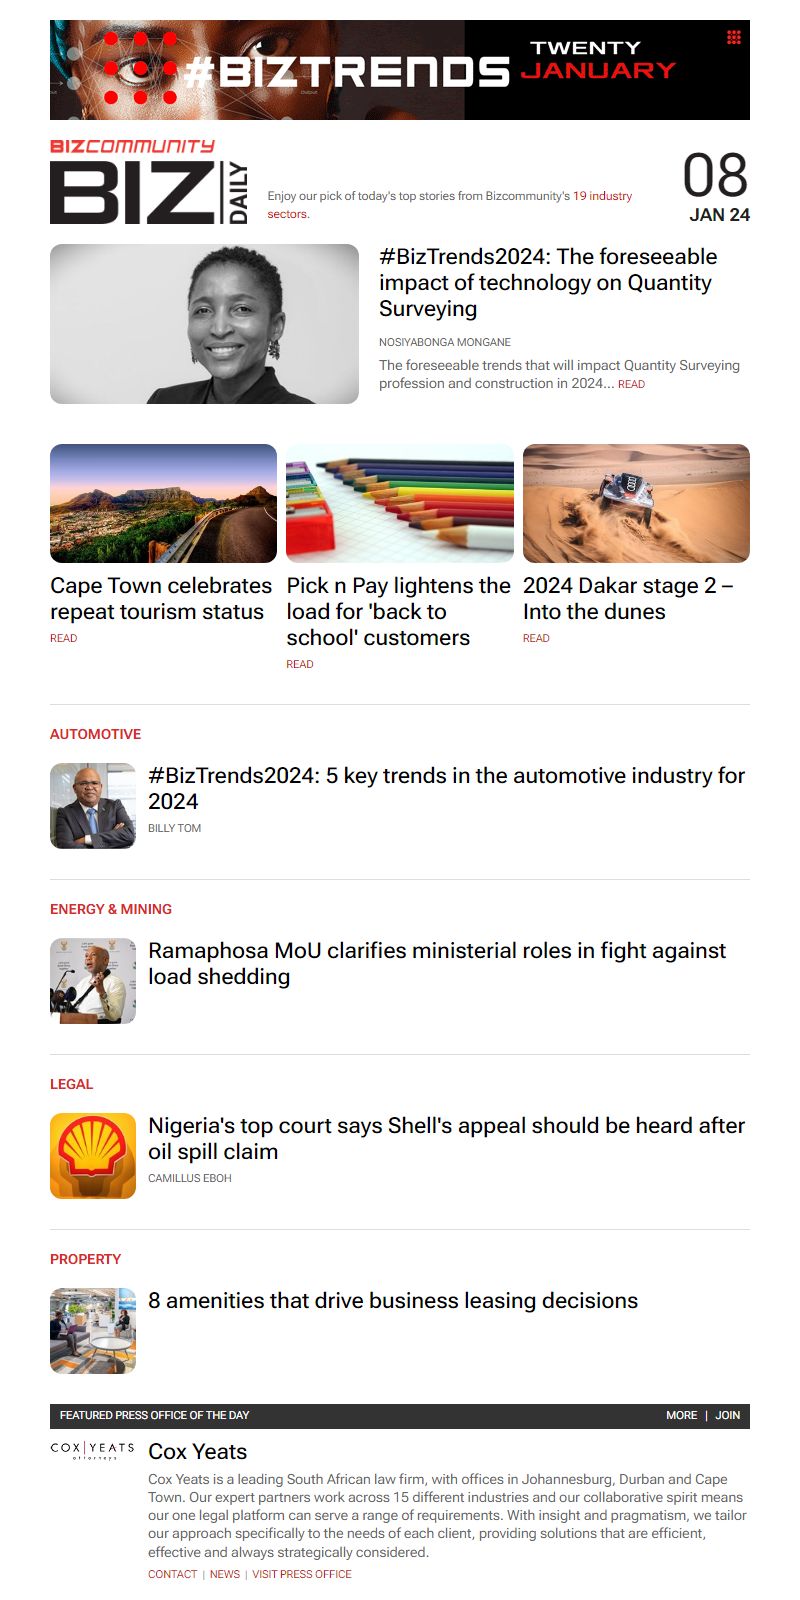 #BIZTRENDS
TWENTY
JANUARY
BIZCOMMUNITY
BIZ
DAILY
Enjoy our pick of today's top stories from Bizcommunity's 19 industry
sectors.
08
JAN 24
#BizTrends2024: The foreseeable
impact of technology on Quantity
Surveying
NOSIYABONGA MONGANE
The foreseeable trends that will impact Quantity Surveying
profession and construction in 2024... READ
Cape Town celebrates
repeat tourism status
READ
Pick n Pay lightens the
load for 'back to
school' customers
READ
2024 Dakar stage 2 –
Into the dunes
READ
AUTOMOTIVE
#BizTrends2024: 5 key trends in the automotive industry for
2024
BILLY TOM
ENERGY & MINING
Ramaphosa MoU clarifies ministerial roles in fight against
load shedding
LEGAL
Nigeria's top court says Shell's appeal should be heard after
oil spill claim
CAMILLUS EBOH
PROPERTY
8 amenities that drive business leasing decisions
FEATURED PRESS OFFICE OF THE DAY
MORE | JOIN
COX|YEATS
attorneys
Cox Yeats
Cox Yeats is a leading South African law firm, with offices in Johannesburg, Durban and Cape
Town. Our expert partners work across 15 different industries and our collaborative spirit means
our one legal platform can serve a range of requirements. With insight and pragmatism, we tailor
our approach specifically to the needs of each client, providing solutions that are efficient,
effective and always strategically considered.
CONTACT | NEWS | VISIT PRESS OFFICE